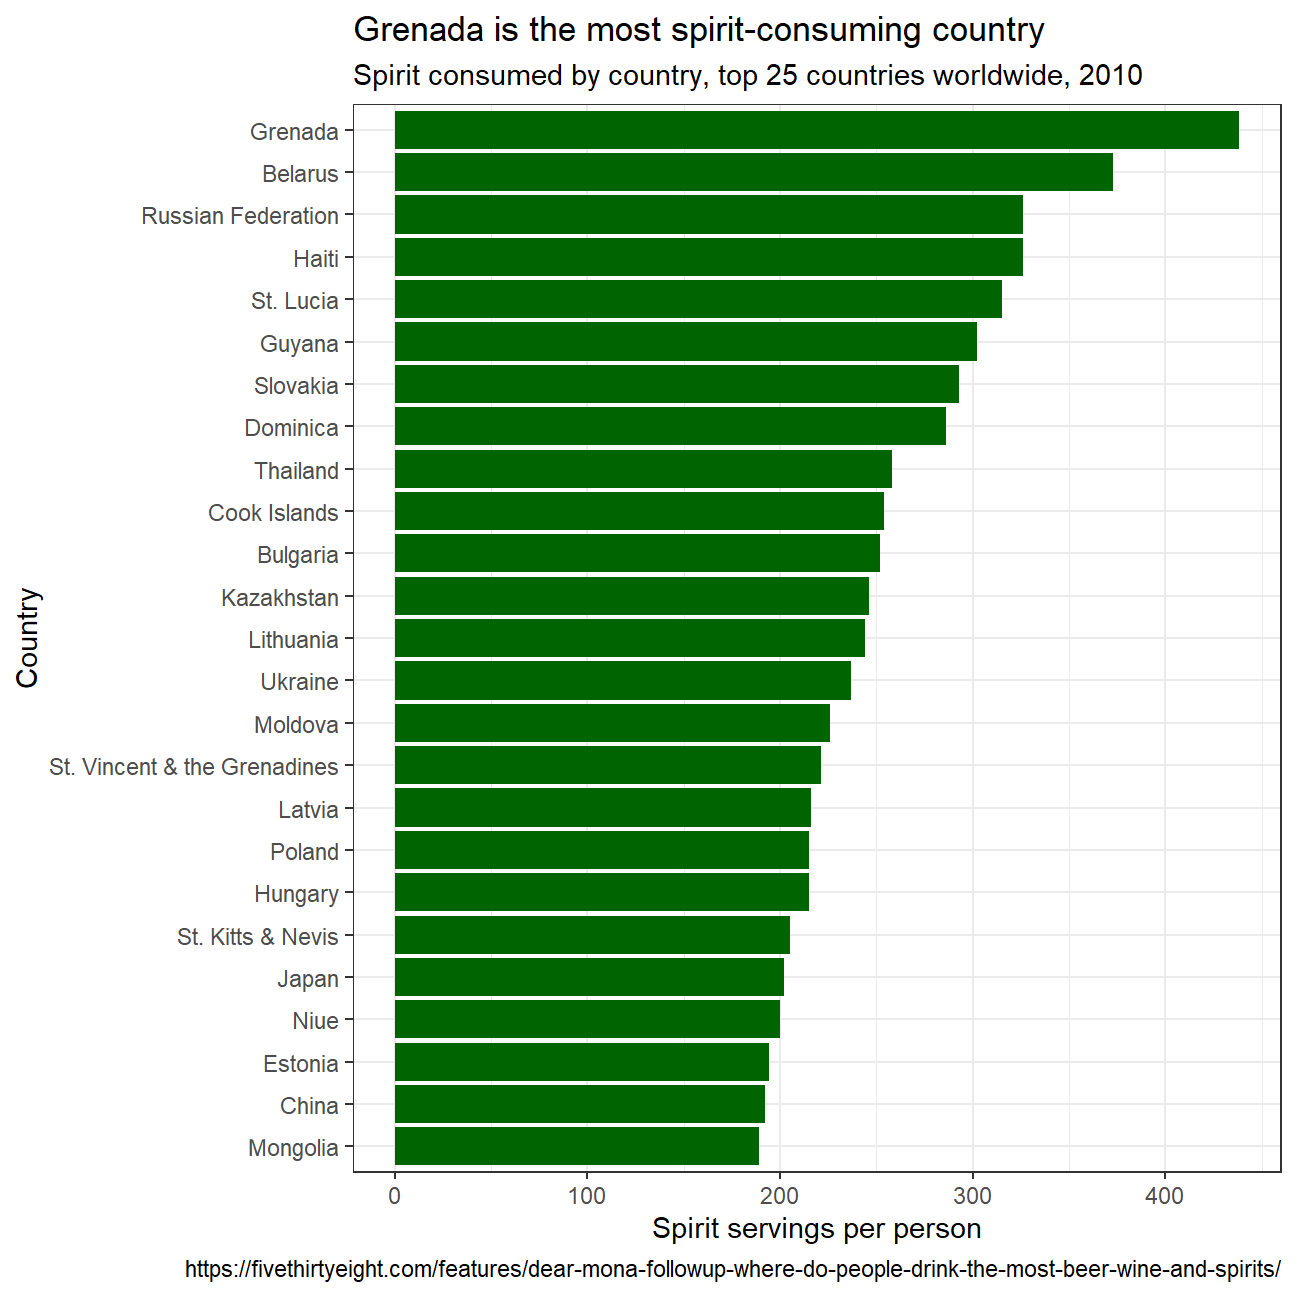 Grenada is the most spirit-consuming country
Spirit consumed by country, top 25 countries worldwide, 2010
Country
Grenada
Belarus
Russian Federation
Haiti
St. Lucia
Guyana
Slovakia
Dominica
Thailand
Cook Islands
Bulgaria
Kazakhstan
Lithuania
Ukraine
Moldova
St. Vincent & the Grenadines
Latvia
Poland
Hungary
St. Kitts & Nevis
Japan
Niue
Estonia
China
Mongolia
0 100 200 300 400
Spirit servings per person
https://fivethirtyeight.com/features/dear-mona-followup-where-do-people-drink-the-most-beer-wine-and-spirits/